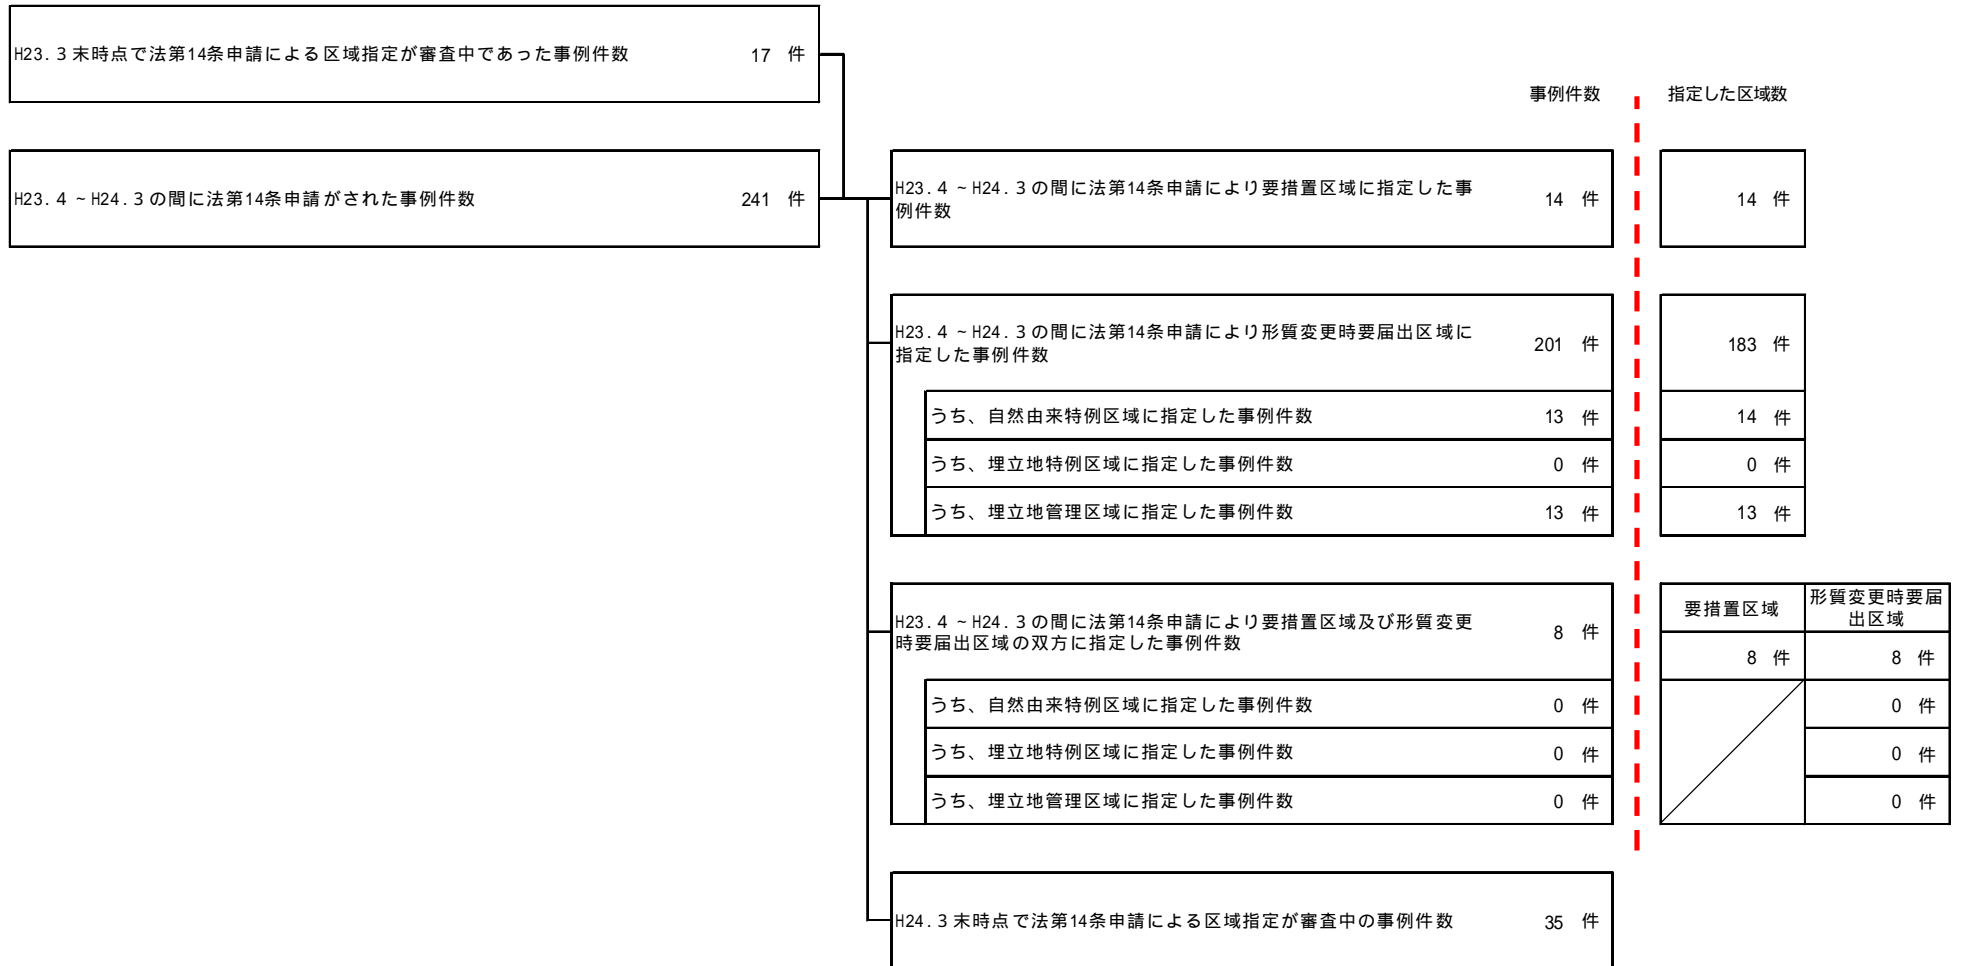 H23.3末時点で法第14条申請による区域指定が審査中であった事例件数 17 件
事例件数 指定した区域数
H23.4~H24.3の間に法第14条申請がされた事例件数 241 件
H23.4~H24.3の間に法第14条申請により要措置区域に指定した事
例件数 14 件
14 件
H23.4~H24.3の間に法第14条申請により形質変更時要届出区域に
指定した事例件数 201 件
183 件
うち、自然由来特例区域に指定した事例件数 13 件
14 件
うち、埋立地特例区域に指定した事例件数 0 件
0 件
うち、埋立地管理区域に指定した事例件数 13 件
13 件
H23.4~H24.3の間に法第14条申請により要措置区域及び形質変更
時要届出区域の双方に指定した事例件数 8 件
要措置区域
形質変更時要届
出区域
8 件 8 件
うち、自然由来特例区域に指定した事例件数 0 件
0 件
うち、埋立地特例区域に指定した事例件数 0 件
0 件
うち、埋立地管理区域に指定した事例件数 0 件
0 件
H24.3末時点で法第14条申請による区域指定が審査中の事例件数 35 件